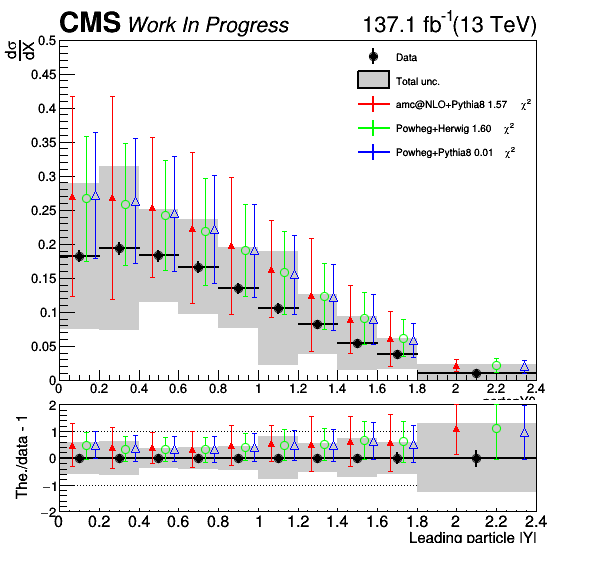 CMS Work In Progress 137.1 fb⁻¹(13 TeV)
dσ
dX
Data
Total unc.
amc@NLO+Pythia8 1.57 χ²
Powheg+Herwig 1.60 χ²
Powheg+Pythia8 0.01 χ²
0.5
0.45
0.4
0.35
0.3
0.25
0.2
0.15
0.1
0.05
0
0 0.2 0.4 0.6 0.8 1 1.2 1.4 1.6 1.8 2 2.2 2.4
The./data - 1
2
1
0
−1
−2
0 0.2 0.4 0.6 0.8 1 1.2 1.4 1.6 1.8 2 2.2 2.4
Leading particle |Y|